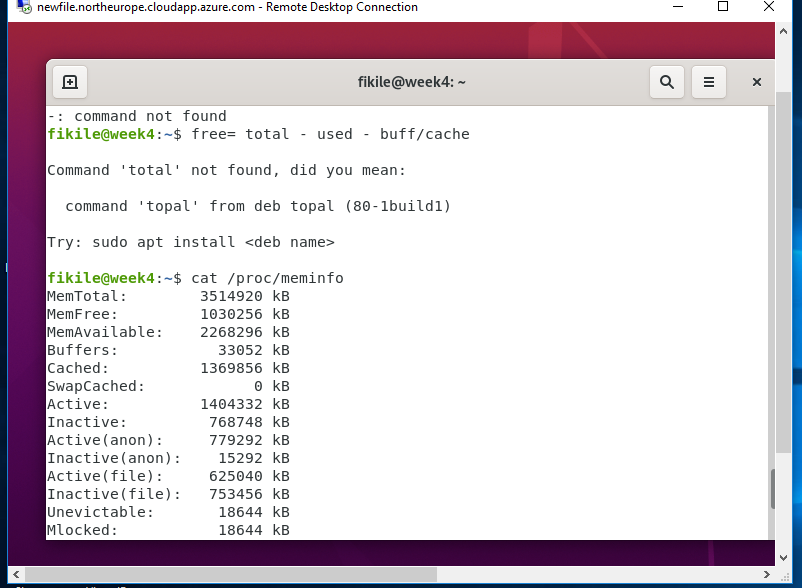 newfile.northeurope.cloudapp.azure.com - Remote Desktop Connection
fikile@week4: ~
-: command not found
fikile@week4:~$ free= total - used - buff/cache
Command 'total' not found, did you mean:
command 'topal' from deb topal (80-1build1)
Try: sudo apt install <deb name>
fikile@week4:~$ cat /proc/meminfo
MemTotal: 3514920 kB
MemFree: 1030256 kB
MemAvailable: 2268296 kB
Buffers: 33052 kB
Cached: 1369856 kB
SwapCached: 0 kB
Active: 1404332 kB
Inactive: 768748 kB
Active(anon): 779292 kB
Inactive(anon): 15292 kB
Active(file): 625040 kB
Inactive(file): 753456 kB
Unevictable: 18644 kB
Mlocked: 18644 kB